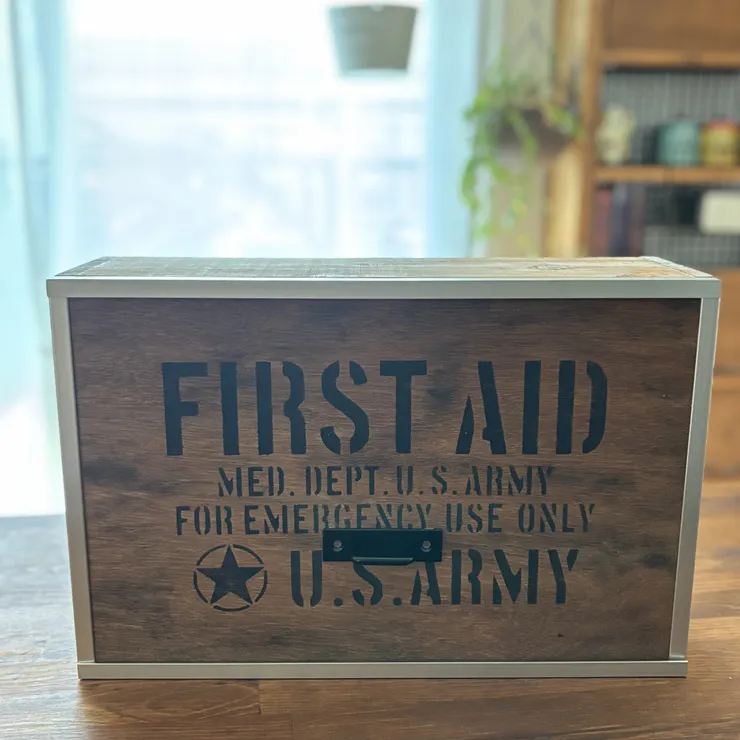 FIRST AID
MED. DEPT. U.S. ARMY
FOR EMERGENCY USE ONLY
U.S. ARMY